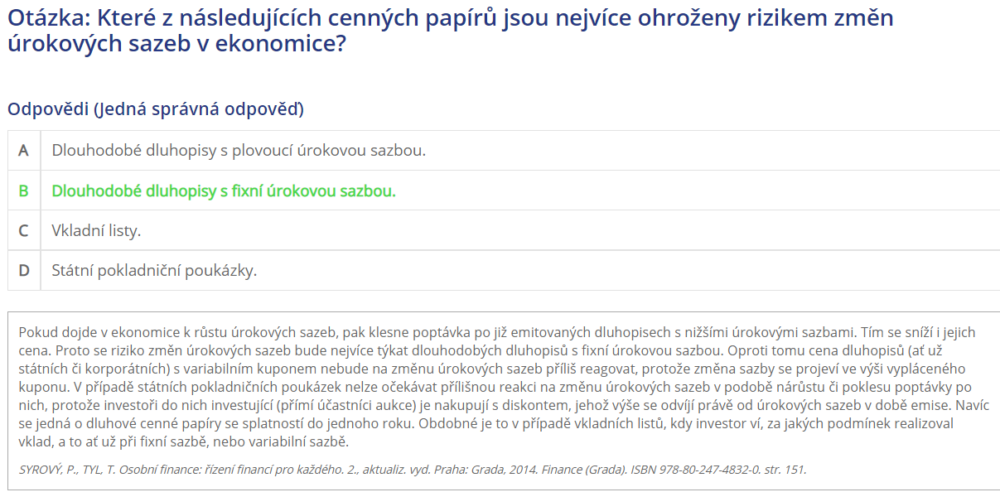 Otázka: Které z následujících cenných papírů jsou nejvíce ohroženy rizikem změn
úrokových sazeb v ekonomice?
Odpovědi (Jedná správná odpověď)
A Dlouhodobé dluhopisy s plovoucí úrokovou sazbou.
B Dlouhodobé dluhopisy s fixní úrokovou sazbou.
C Vkladní listy.
D Státní pokladniční poukázky.
Pokud dojde v ekonomice k růstu úrokových sazeb, pak klesne poptávka po již emitovaných dluhopisech s nižšími úrokovými sazbami. Tím se sníží i jejich
cena. Proto se riziko změn úrokových sazeb bude nejvíce týkat dlouhodobých dluhopisů s fixní úrokovou sazbou. Oproti tomu cena dluhopisů (ať už
státních či korporátních) s variabilním kuponem nebude na změnu úrokových sazeb příliš reagovat, protože změna sazby se projeví ve výši vypláceného
kuponu. V případě státních pokladničních poukázek nelze očekávat přílišnou reakci na změnu úrokových sazeb v podobě nárůstu či poklesu poptávky po
nich, protože investoři do nich investující (přímí účastníci aukce) je nakupují s diskontem, jehož výše se odvíjí právě od úrokových sazeb v době emise. Navíc
se jedná o dluhové cenné papíry se splatností do jednoho roku. Obdobné je to v případě vkladních listů, kdy investor ví, za jakých podmínek realizoval
vklad, a to ať už při fixní sazbě, nebo variabilní sazbě.
SYROVÝ, P., TYL, T. Osobní finance: řízení financí pro každého. 2., aktualiz. vyd. Praha: Grada, 2014. Finance (Grada). ISBN 978-80-247-4832-0. str. 151.